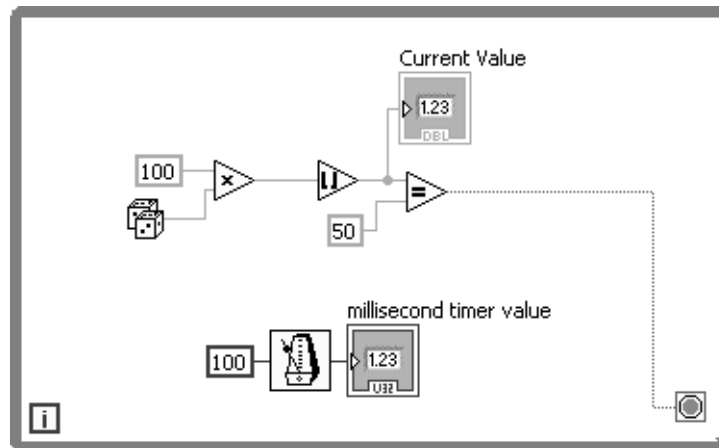 Current Value
1.23
DBL
100
50
millisecond timer value
100
1.23
U32
i